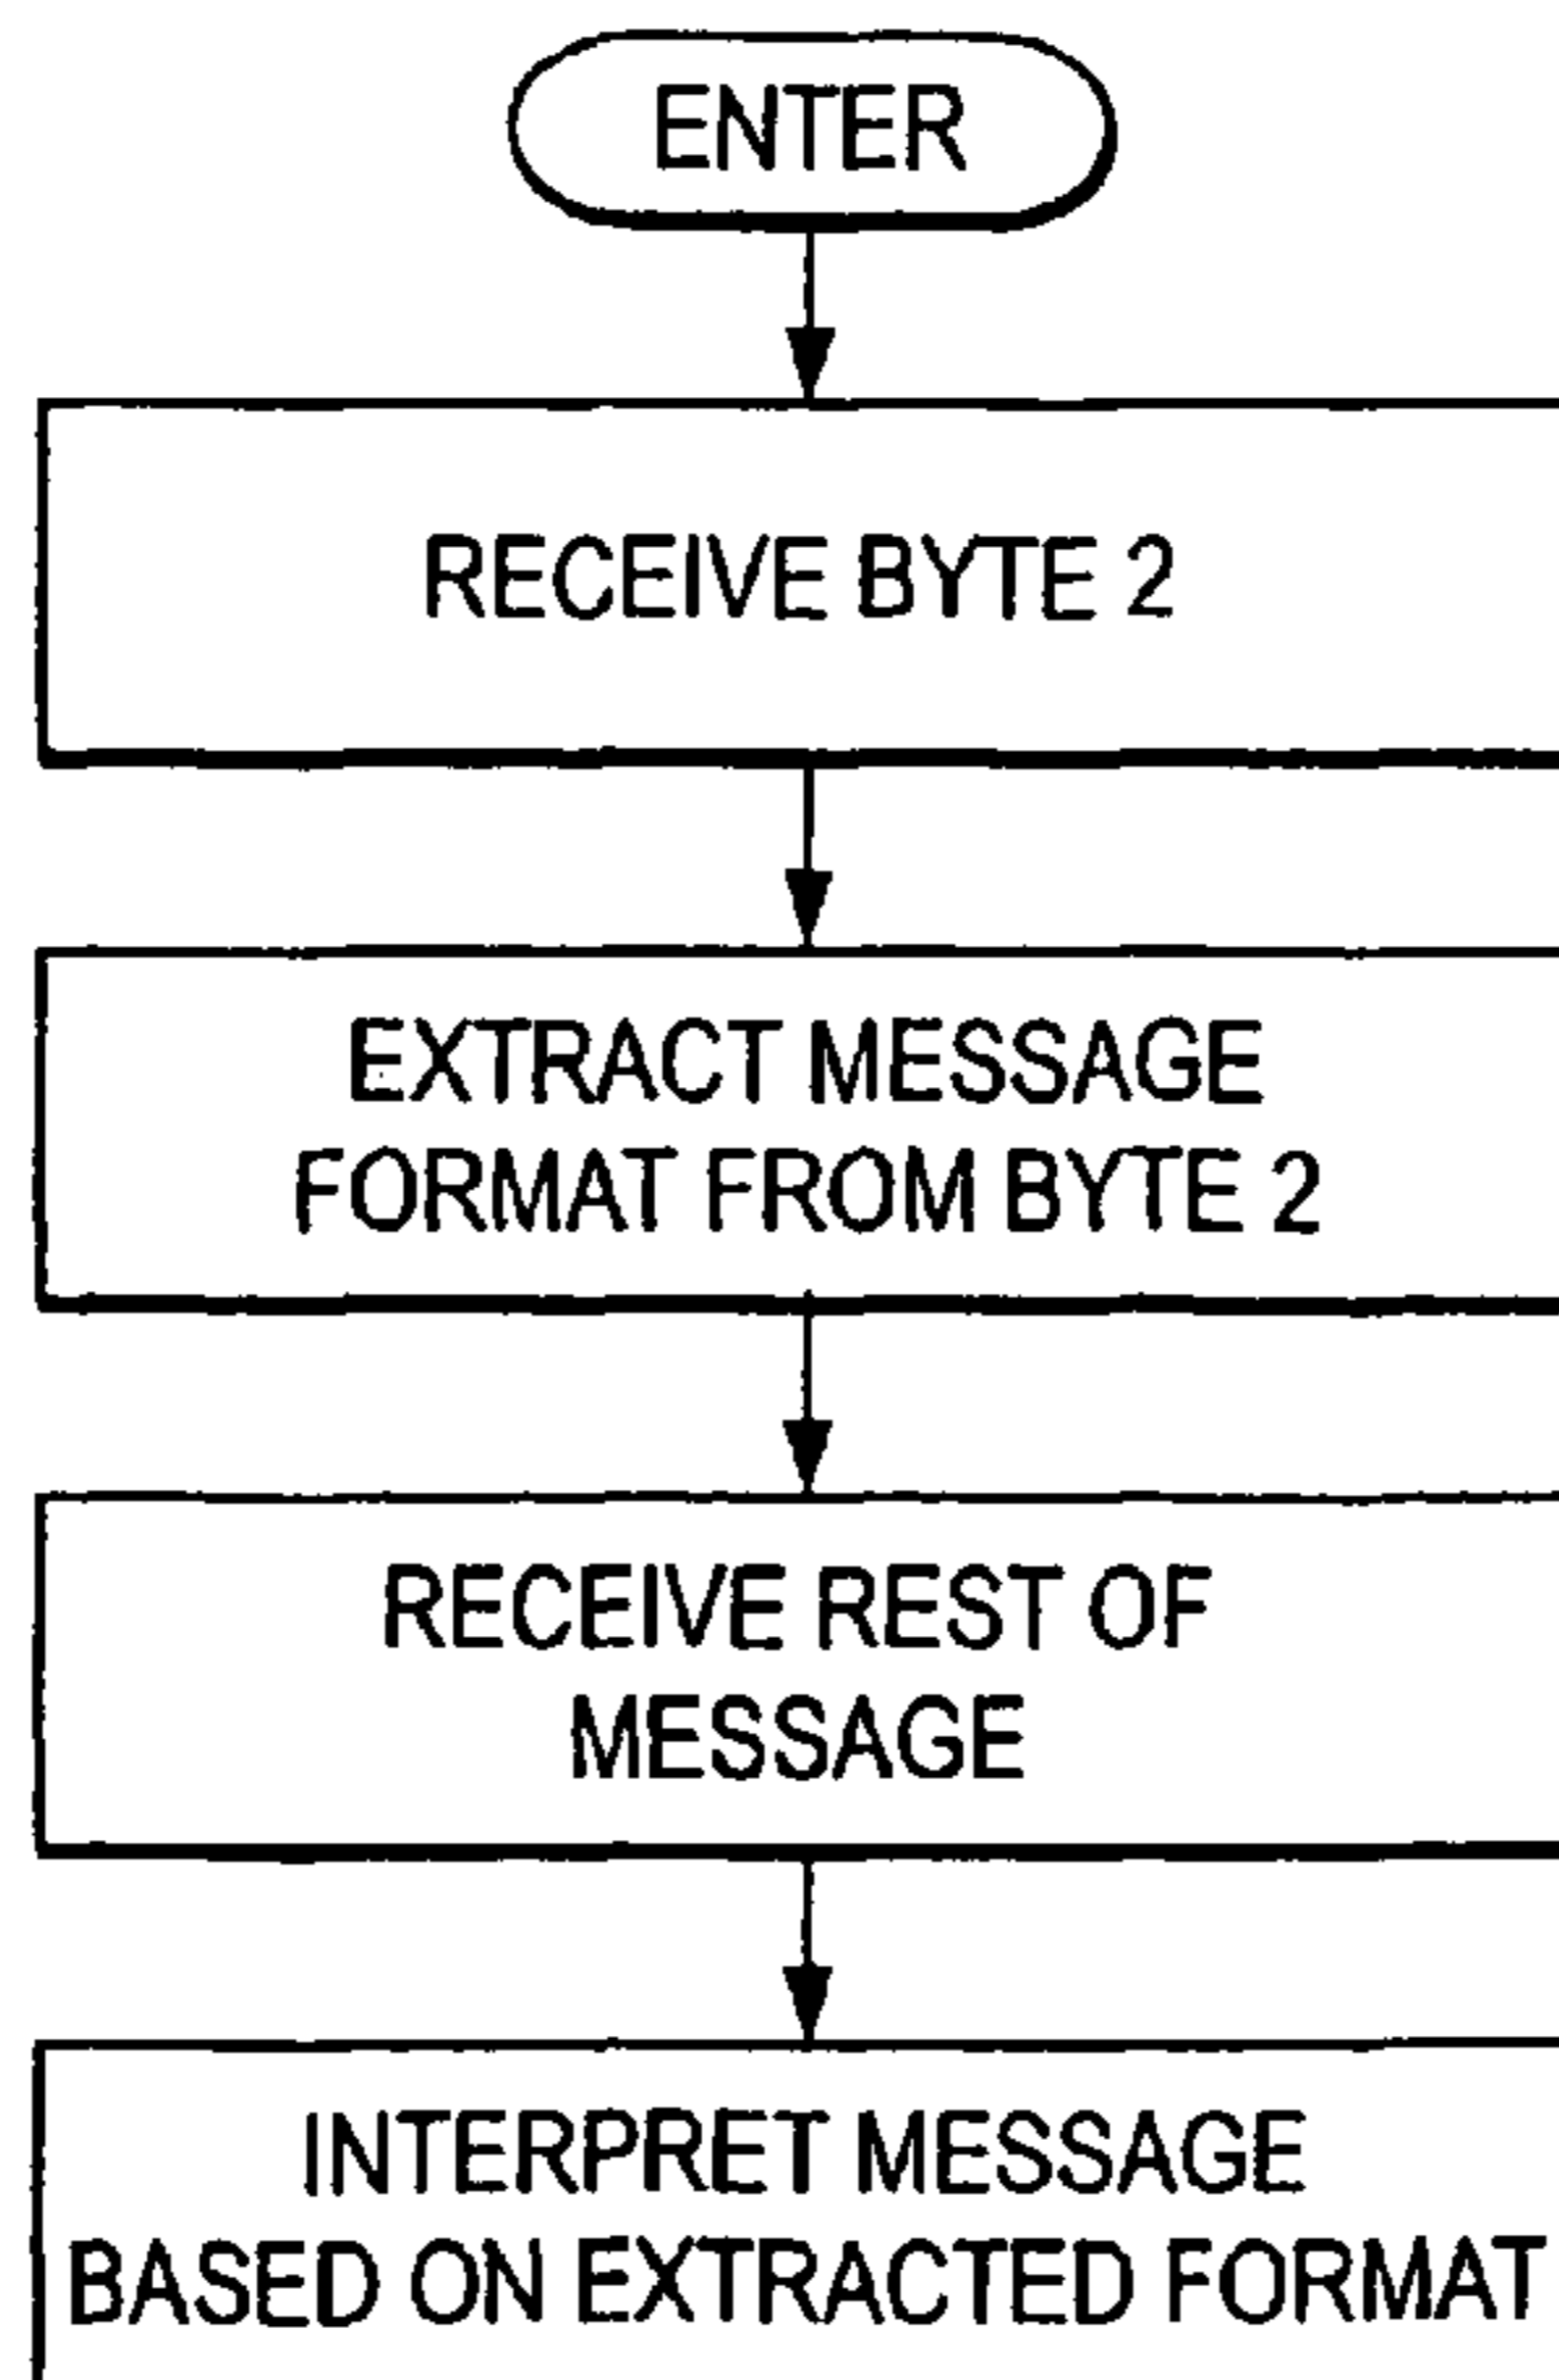 ENTER
RECEIVE BYTE 2
EXTRACT MESSAGE
FORMAT FROM BYTE 2
RECEIVE REST OF
MESSAGE
INTERPRET MESSAGE
BASED ON EXTRACTED FORMAT